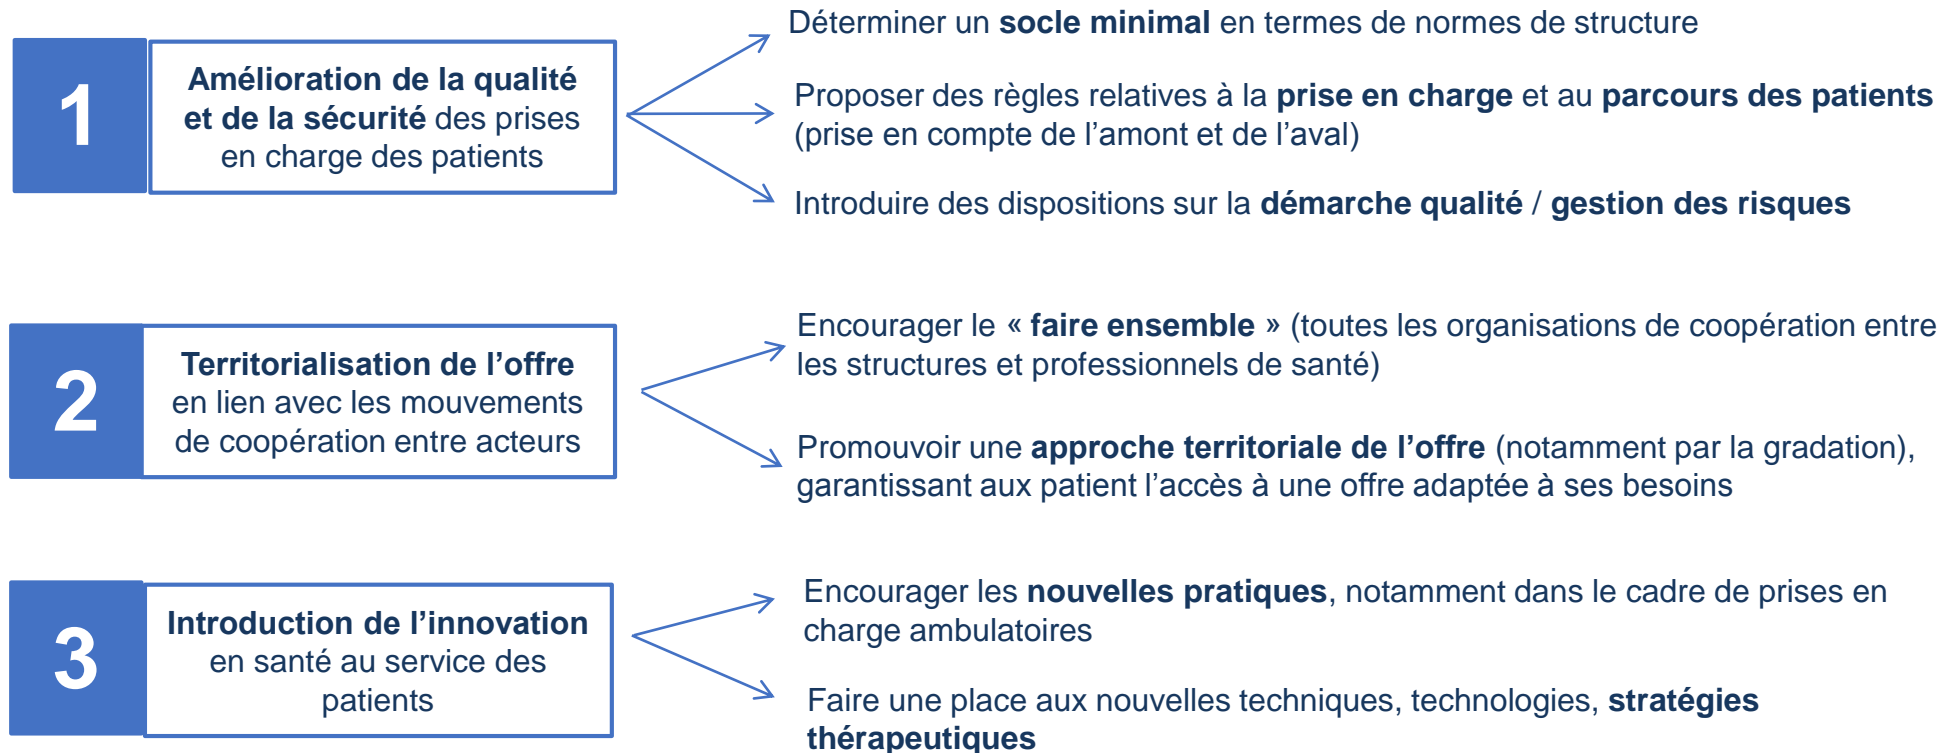 1
Amélioration de la qualité
et de la sécurité des prises
en charge des patients
Déterminer un socle minimal en termes de normes de structure
Proposer des règles relatives à la prise en charge et au parcours des patients
(prise en compte de l’amont et de l’aval)
Introduire des dispositions sur la démarche qualité / gestion des risques
2
Territorialisation de l’offre
en lien avec les mouvements
de coopération entre acteurs
Encourager le « faire ensemble » (toutes les organisations de coopération entre
les structures et professionnels de santé)
Promouvoir une approche territoriale de l’offre (notamment par la gradation),
garantissant aux patient l’accès à une offre adaptée à ses besoins
3
Introduction de l’innovation
en santé au service des
patients
Encourager les nouvelles pratiques, notamment dans le cadre de prises en
charge ambulatoires
Faire une place aux nouvelles techniques, technologies, stratégies
thérapeutiques